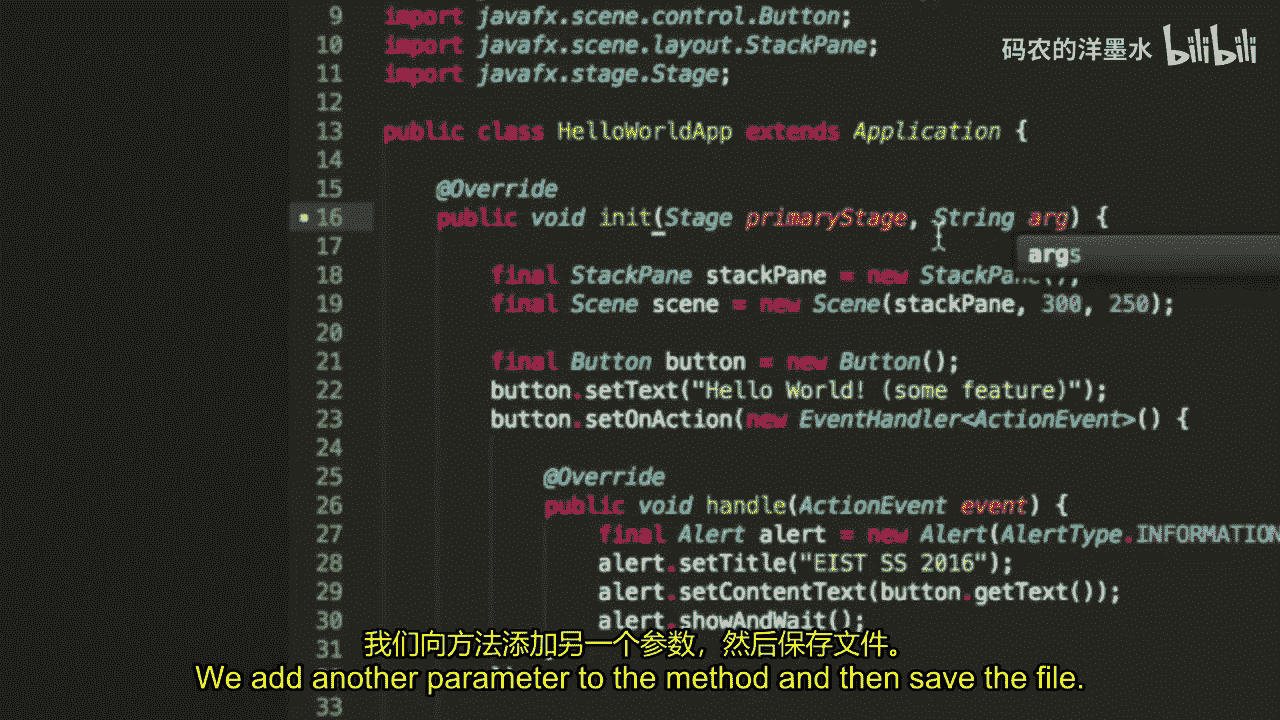 码农的洋墨水 bilibili
9 import javafx.scene.control.Button;
10 import javafx.scene.layout.StackPane;
11 import javafx.stage.Stage;
12
13 public class HelloWorldApp extends Application {
14
15 @Override
16 public void init(Stage primaryStage, String arg) {
args
17
18 final StackPane stackPane = new StackPane();
19 final Scene scene = new Scene(stackPane, 300, 250);
20
21 final Button button = new Button();
22 button.setText("Hello World! (some feature)");
23 button.setOnAction(new EventHandler<ActionEvent>() {
24
25 @Override
26 public void handle(ActionEvent event) {
27 final Alert alert = new Alert(AlertType.INFORMATION
28 alert.setTitle("EIST SS 2016");
29 alert.setContentText(button.getText());
30 alert.showAndWait();
31
33
我们向方法添加另一个参数，然后保存文件。
We add another parameter to the method and then save the file.